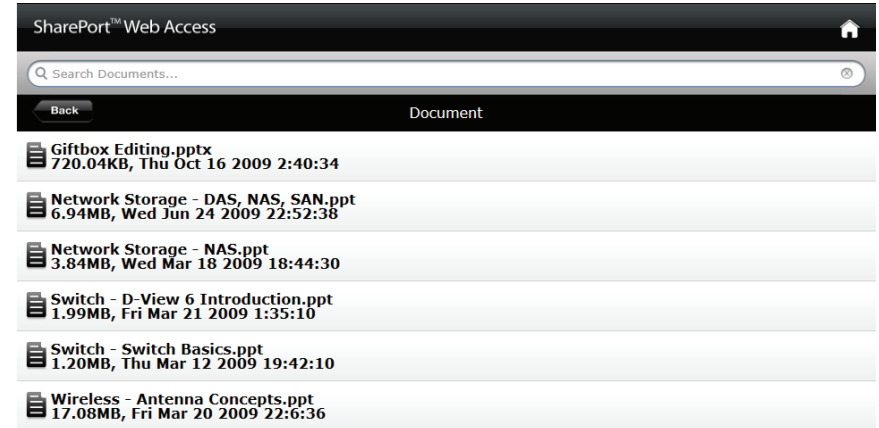 SharePort™ Web Access
Search Documents...
Back
Document
Giftbox Editing.pptx
720.04KB, Thu Oct 16 2009 2:40:34
Network Storage - DAS, NAS, SAN.ppt
6.94MB, Wed Jun 24 2009 22:52:38
Network Storage - NAS.ppt
3.84MB, Wed Mar 18 2009 18:44:30
Switch - D-View 6 Introduction.ppt
1.99MB, Fri Mar 21 2009 1:35:10
Switch - Switch Basics.ppt
1.20MB, Thu Mar 12 2009 19:42:10
Wireless - Antenna Concepts.ppt
17.08MB, Fri Mar 20 2009 22:6:36